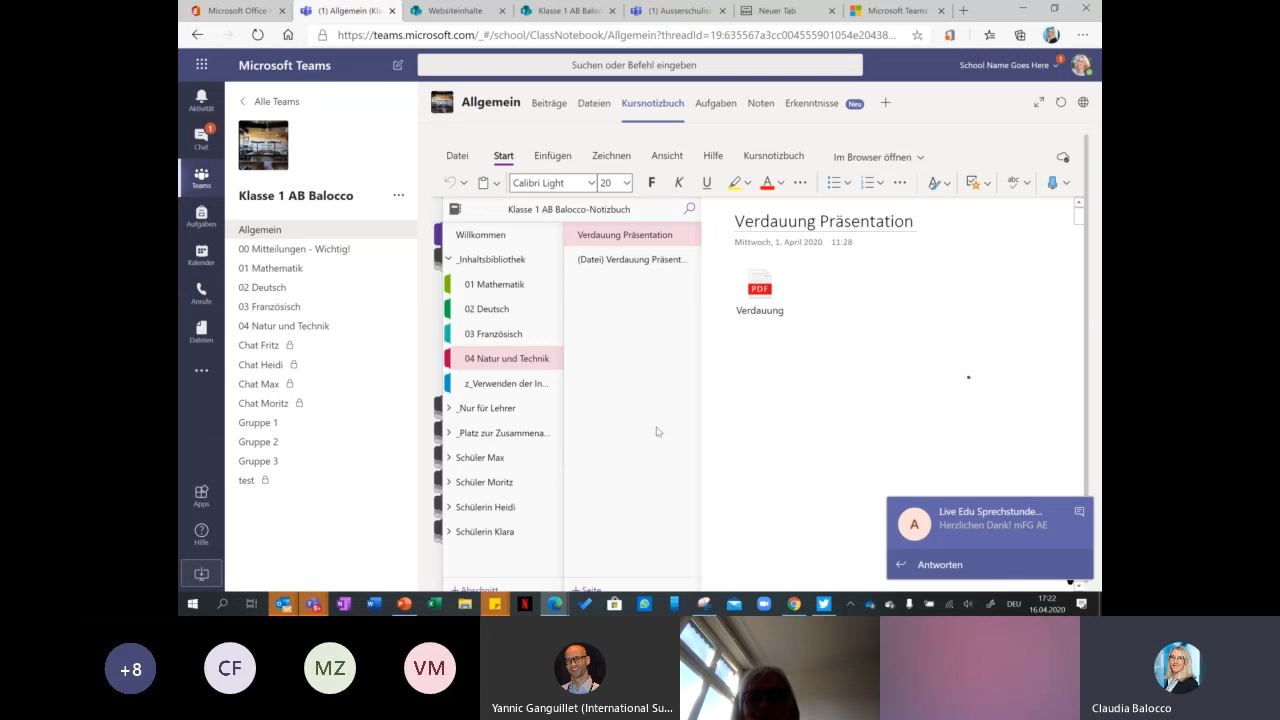 Microsoft Office H
(1) Allgemein (Kla
Websiteinhalte
Klasse 1 AB Baloc
(1) Ausserschulisc
Neuer Tab
Microsoft Teams
https://teams.microsoft.com/_#/school/ClassNotebook/Allgemein?threadId=19:635567a3cc004555901054e20438...
Microsoft Teams
Suchen oder Befehl eingeben
School Name Goes Here
1
Aktivität
Chat
1
Teams
Aufgaben
Kalender
Anrufe
Dateien
Apps
Hilfe
Alle Teams
Klasse 1 AB Balocco
Allgemein
00 Mitteilungen - Wichtig!
01 Mathematik
02 Deutsch
03 Französisch
04 Natur und Technik
Chat Fritz
Chat Heidi
Chat Max
Chat Moritz
Gruppe 1
Gruppe 2
Gruppe 3
test
Allgemein Beiträge Dateien Kursnotizbuch Aufgaben Noten Erkenntnisse Neu
Datei Start Einfügen Zeichnen Ansicht Hilfe Kursnotizbuch Im Browser öffnen
Calibri Light 20 F K U A abc
Klasse 1 AB Balocco-Notizbuch
Willkommen
_Inhaltsbibliothek
01 Mathematik
02 Deutsch
03 Französisch
04 Natur und Technik
z_Verwenden der In...
_Nur für Lehrer
_Platz zur Zusammena...
Schüler Max
Schüler Moritz
Schülerin Heidi
Schülerin Klara
+ Abschnitt
Verdauung Präsentation
(Datei) Verdauung Präsent...
+ Seite
Verdauung Präsentation
Mittwoch, 1. April 2020 11:28
PDF
Verdauung
A
Live Edu Sprechstunde...
Herzlichen Dank! mFG AE
Antworten
9+
DEU
17:22
16.04.2020
+8
CF
MZ
VM
Yannic Ganguillet (International Su...
Claudia Balocco